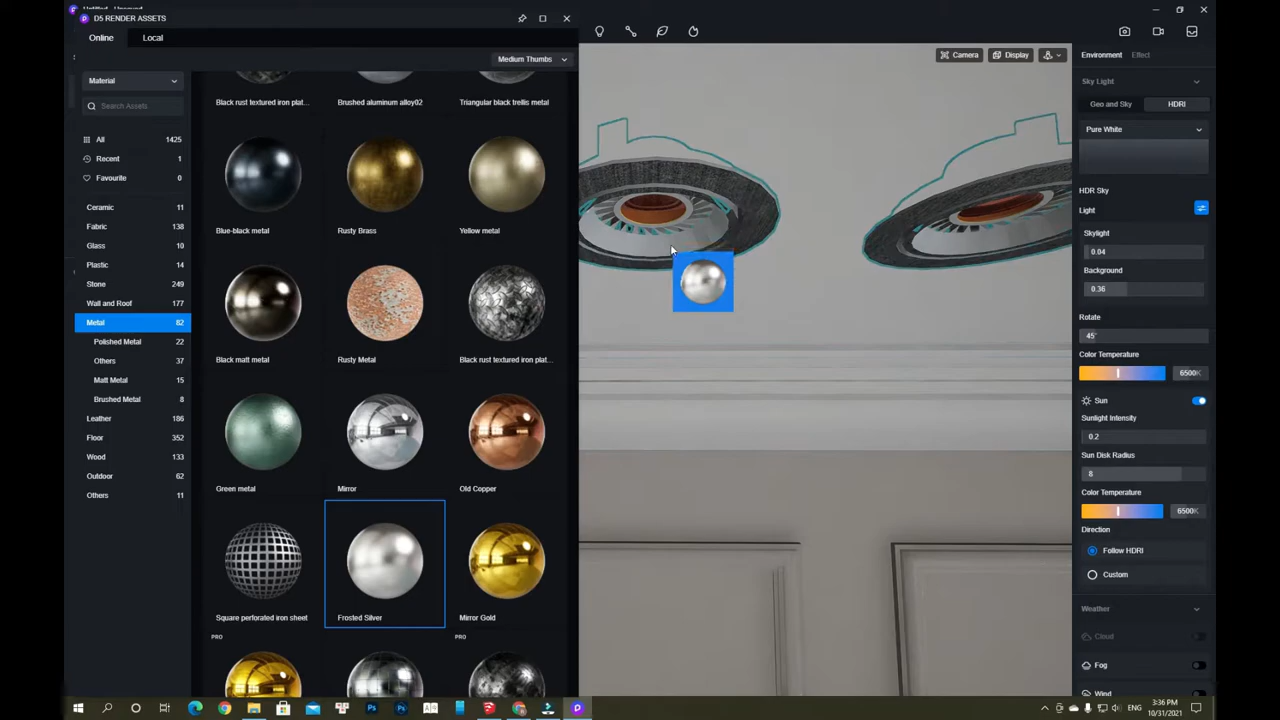 Untitled - Unsaved
D5 RENDER ASSETS
Online
Local
Medium Thumbs
Material
Search Assets
All 1425
Recent 1
Favourite 0
Ceramic 11
Fabric 138
Glass 10
Plastic 14
Stone 249
Wall and Roof 177
Metal 82
Polished Metal 22
Others 37
Matt Metal 15
Brushed Metal 8
Leather 186
Floor 352
Wood 133
Outdoor 62
Others 11
Black rust textured iron plat...
Brushed aluminum alloy02
Triangular black trellis metal
Blue-black metal
Rusty Brass
Yellow metal
Black matt metal
Rusty Metal
Black rust textured iron plat...
Green metal
Mirror
Old Copper
Square perforated iron sheet
Frosted Silver
Mirror Gold
PRO
PRO
Camera
Display
Environment
Effect
Sky Light
Geo and Sky
HDRI
Pure White
HDR Sky
Light
Skylight
0.04
Background
0.36
Rotate
45°
Color Temperature
6500K
Sun
Sunlight Intensity
0.2
Sun Disk Radius
8
Color Temperature
6500K
Direction
Follow HDRI
Custom
Weather
Cloud
Fog
Wind
ENG
3:36 PM
10/31/2021